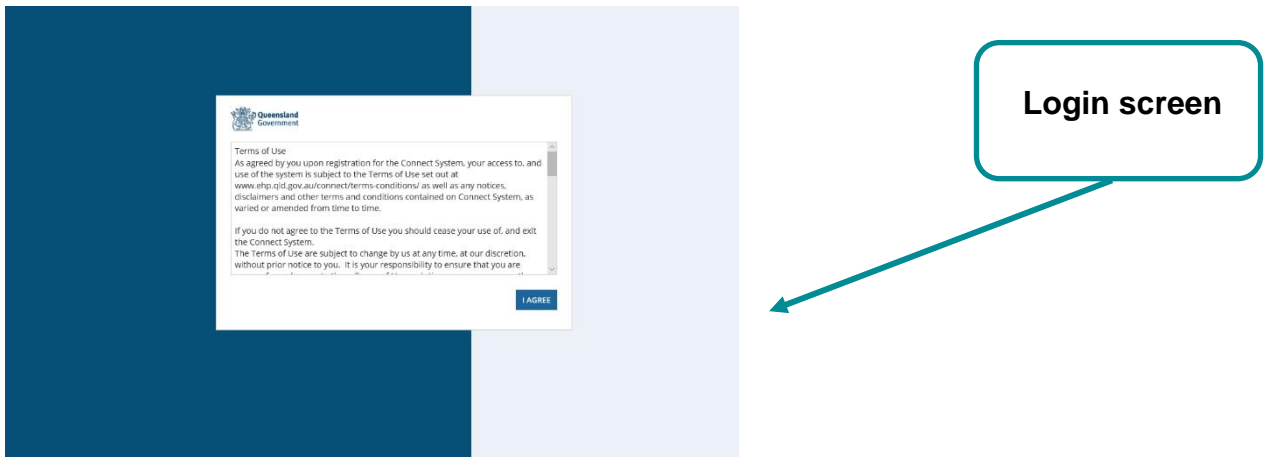 Queensland
Government
Terms of Use
As agreed by you upon registration for the Connect System, your access to, and
use of the system is subject to the Terms of Use set out at
www.ehp.qld.gov.au/connect/terms-conditions/ as well as any notices,
disclaimers and other terms and conditions contained on Connect System, as
varied or amended from time to time.
If you do not agree to the Terms of Use you should cease your use of, and exit
the Connect System.
The Terms of Use are subject to change by us at any time, at our discretion,
without prior notice to you. It is your responsibility to ensure that you are
I AGREE
Login screen